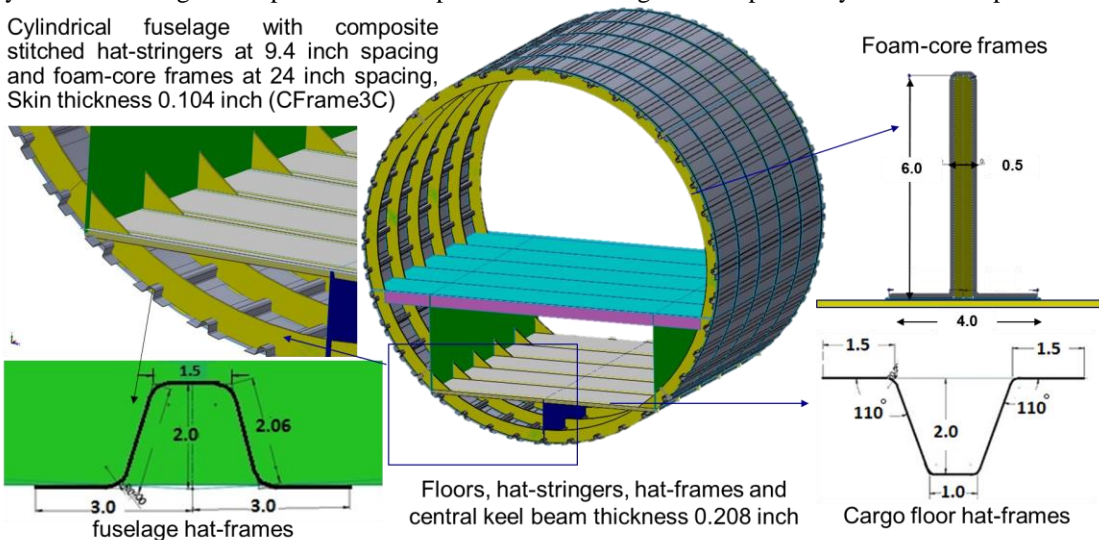 Cylindrical fuselage with composite
stitched hat-stringers at 9.4 inch spacing
and foam-core frames at 24 inch spacing,
Skin thickness 0.104 inch (CFrame3C)
Foam-core frames
6.0
0.5
4.0
1.5
2.0
2.06
3.0
3.0
fuselage hat-frames
Floors, hat-stringers, hat-frames and
central keel beam thickness 0.208 inch
1.5
1.5
110°
110°
2.0
1.0
Cargo floor hat-frames